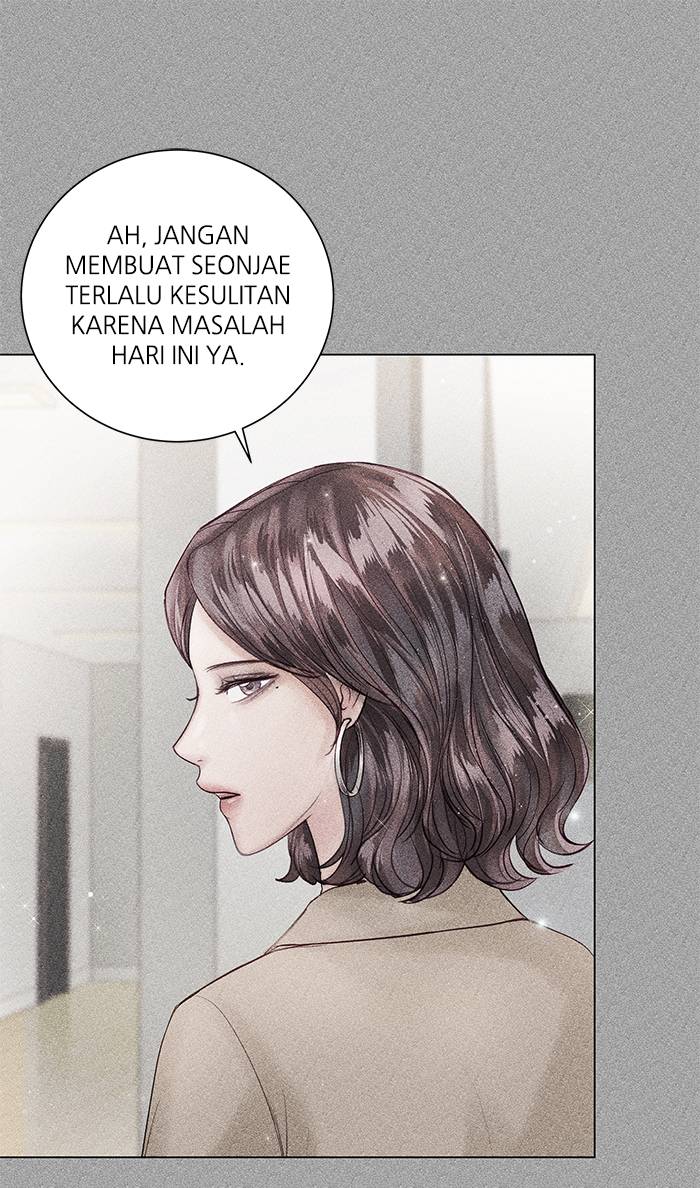 AH, JANGAN
MEMBUAT SEONJAE
TERLALU KESULITAN
KARENA MASALAH
HARI INI YA.